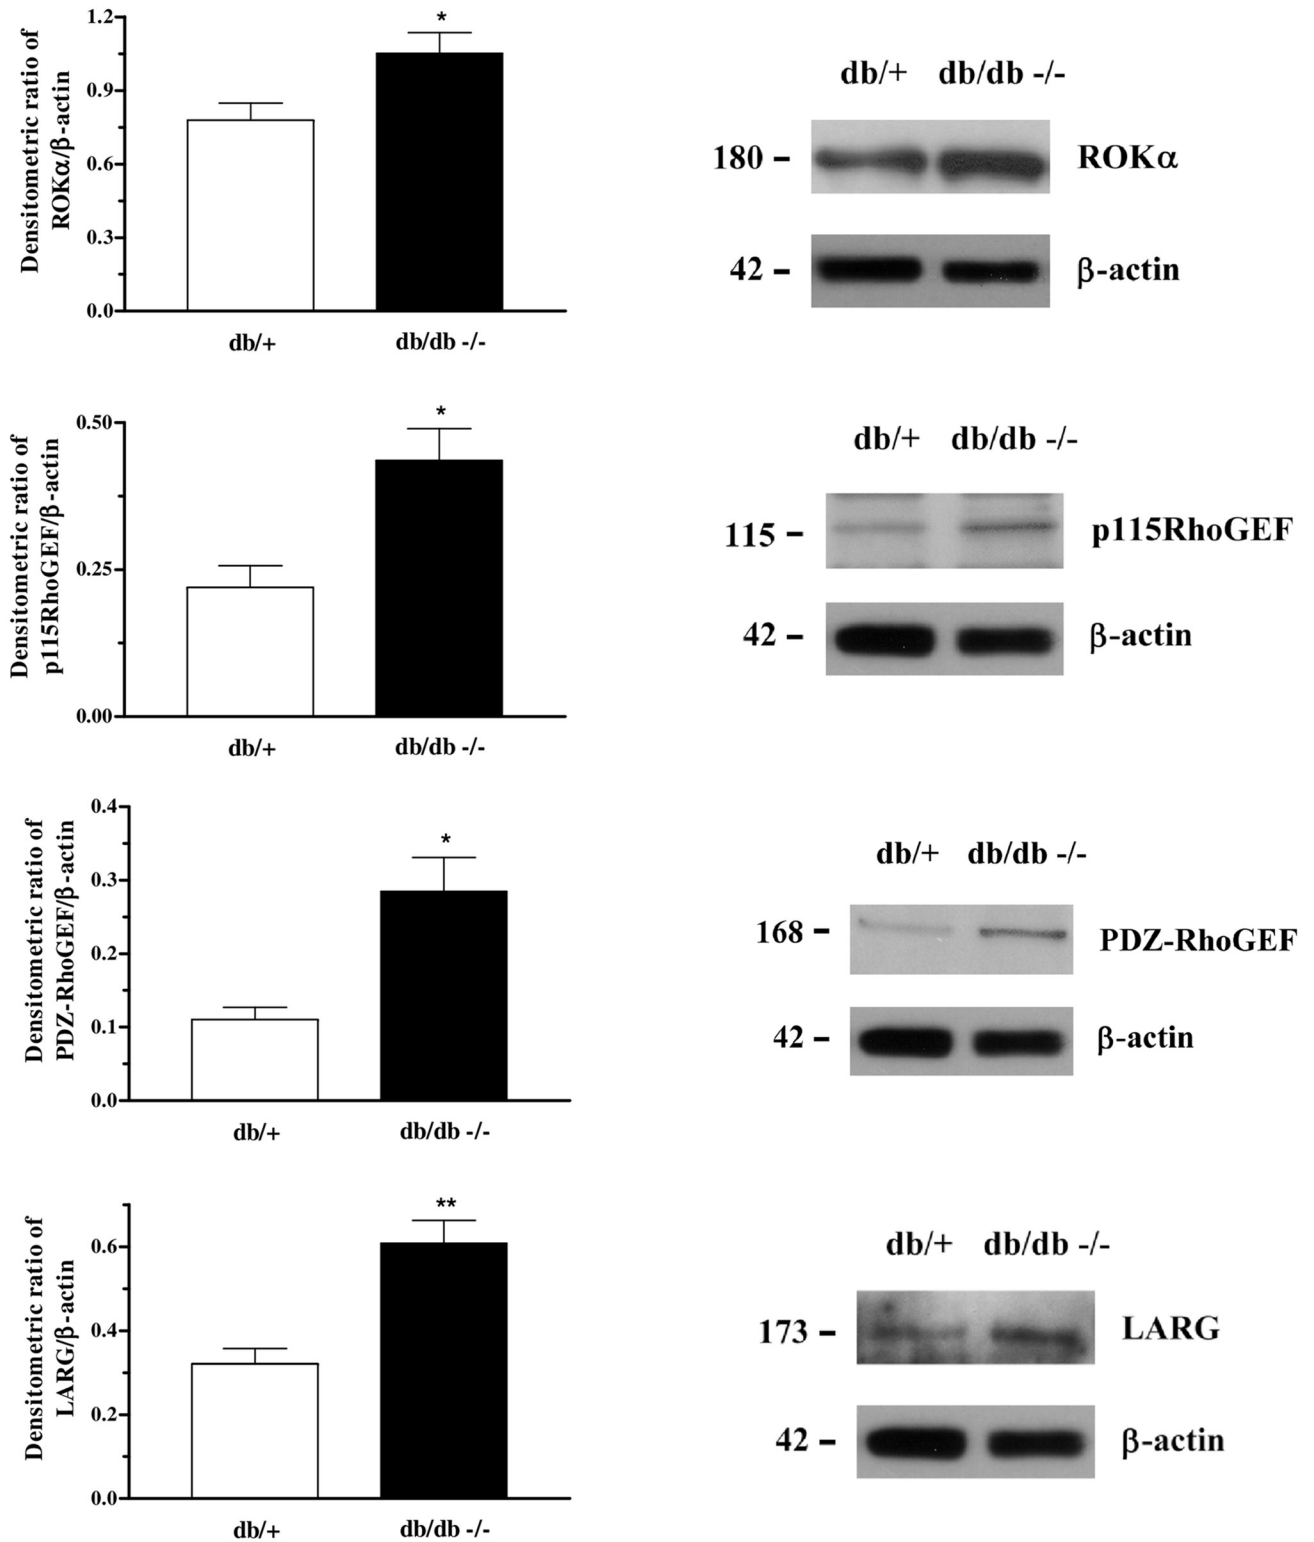 Densitometric ratio of
ROKα/β-actin
1.2
0.9
0.6
0.3
0.0
*
db/+
db/db -/-
db/+ db/db -/-
180 –
ROKα
42 –
β-actin
Densitometric ratio of
p115RhoGEF/β-actin
0.50
0.25
0.00
*
db/+
db/db -/-
db/+ db/db -/-
115 –
p115RhoGEF
42 –
β-actin
Densitometric ratio of
PDZ-RhoGEF/β-actin
0.4
0.3
0.2
0.1
0.0
*
db/+
db/db -/-
db/+ db/db -/-
168 –
PDZ-RhoGEF
42 –
β-actin
Densitometric ratio of
LARG/β-actin
0.6
0.4
0.2
0.0
**
db/+
db/db -/-
db/+ db/db -/-
173 –
LARG
42 –
β-actin